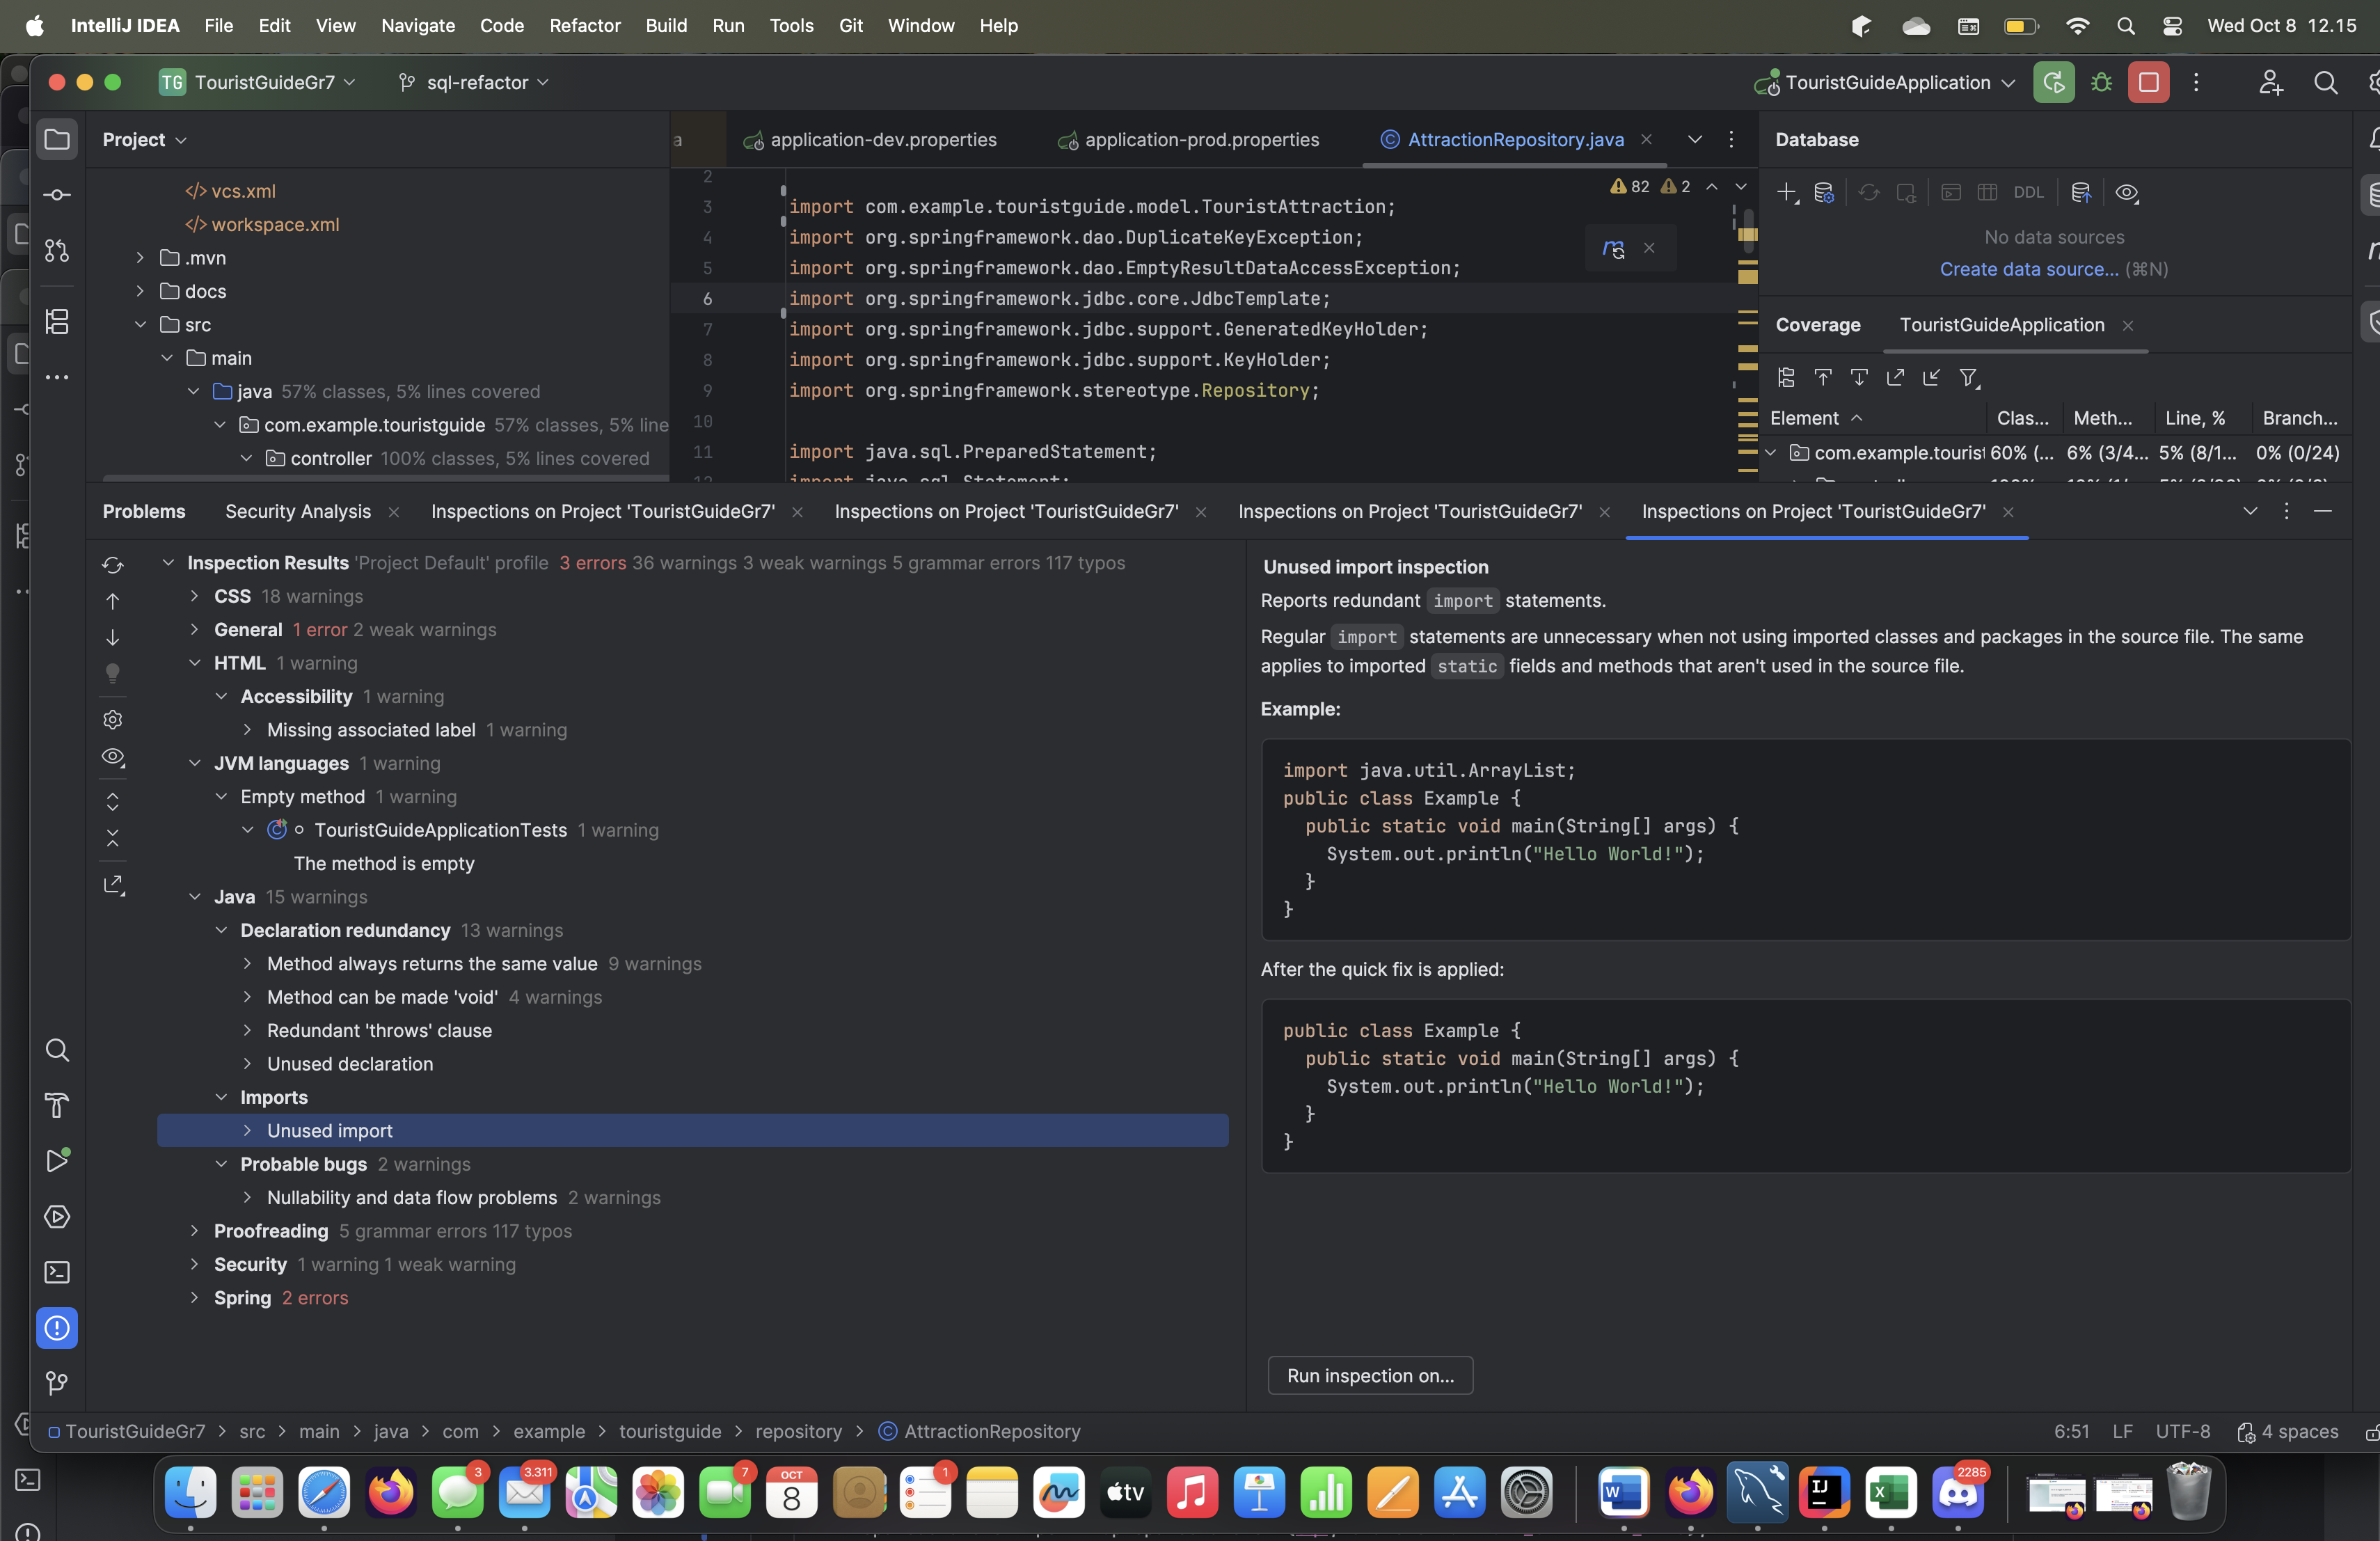 IntelliJ IDEA File Edit View Navigate Code Refactor Build Run Tools Git Window Help Wed Oct 8 12.15
TG TouristGuideGr7 sql-refactor TouristGuideApplication
Project
vcs.xml
workspace.xml
.mvn
docs
src
main
java 57% classes, 5% lines covered
com.example.touristguide 57% classes, 5% line
controller 100% classes, 5% lines covered
a application-dev.properties application-prod.properties AttractionRepository.java
82 2
2
3 import com.example.touristguide.model.TouristAttraction;
4 import org.springframework.dao.DuplicateKeyException;
5 import org.springframework.dao.EmptyResultDataAccessException;
6 import org.springframework.jdbc.core.JdbcTemplate;
7 import org.springframework.jdbc.support.GeneratedKeyHolder;
8 import org.springframework.jdbc.support.KeyHolder;
9 import org.springframework.stereotype.Repository;
10
11 import java.sql.PreparedStatement;
12 import java.sql.Statement;
Database
DDL
No data sources
Create data source... (⌘N)
Coverage TouristGuideApplication
Element Clas... Meth... Line, % Branch...
com.example.tourist 60% (... 6% (3/4... 5% (8/1... 0% (0/24)
Problems Security Analysis Inspections on Project 'TouristGuideGr7' Inspections on Project 'TouristGuideGr7' Inspections on Project 'TouristGuideGr7' Inspections on Project 'TouristGuideGr7'
Inspection Results 'Project Default' profile 3 errors 36 warnings 3 weak warnings 5 grammar errors 117 typos
CSS 18 warnings
General 1 error 2 weak warnings
HTML 1 warning
Accessibility 1 warning
Missing associated label 1 warning
JVM languages 1 warning
Empty method 1 warning
TouristGuideApplicationTests 1 warning
The method is empty
Java 15 warnings
Declaration redundancy 13 warnings
Method always returns the same value 9 warnings
Method can be made 'void' 4 warnings
Redundant 'throws' clause
Unused declaration
Imports
Unused import
Probable bugs 2 warnings
Nullability and data flow problems 2 warnings
Proofreading 5 grammar errors 117 typos
Security 1 warning 1 weak warning
Spring 2 errors
Unused import inspection
Reports redundant import statements.
Regular import statements are unnecessary when not using imported classes and packages in the source file. The same
applies to imported static fields and methods that aren't used in the source file.
Example:
import java.util.ArrayList;
public class Example {
public static void main(String[] args) {
System.out.println("Hello World!");
}
}
After the quick fix is applied:
public class Example {
public static void main(String[] args) {
System.out.println("Hello World!");
}
}
Run inspection on...
TouristGuideGr7 > src > main > java > com > example > touristguide > repository > AttractionRepository 6:51 LF UTF-8 4 spaces
3 3.311 7 OCT 8 1 tv W IJ X 2285